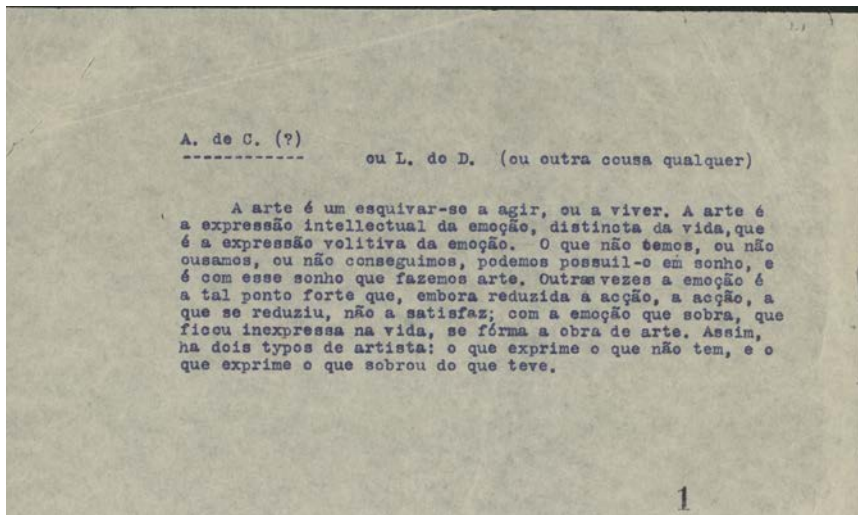 A. de C. (?)
------------
ou L. do D. (ou outra cousa qualquer)
A arte é um esquivar-se a agir, ou a viver. A arte é
a expressão intellectual da emoção, distincta da vida,que
é a expressão volitiva da emoção. O que não temos, ou não
ousamos, ou não conseguimos, podemos possuil-o em sonho, e
é com esse sonho que fazemos arte. Outras vezes a emoção é
a tal ponto forte que, embora reduzida a acção, a acção, a
que se reduziu, não a satisfaz; com a emoção que sobra, que
ficou inexpressa na vida, se fórma a obra de arte. Assim,
ha dois typos de artista: o que exprime o que não tem, e o
que exprime o que sobrou do que teve.
1